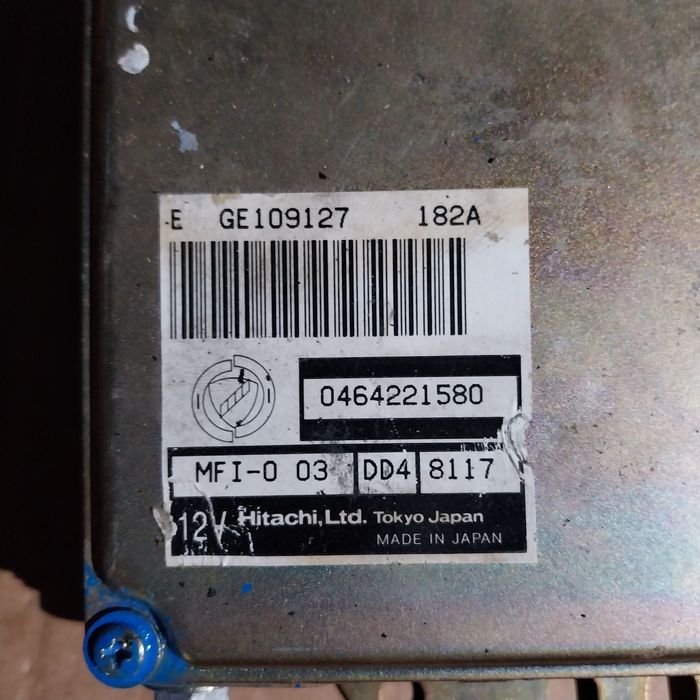 E GE109127 182A
0464221580
MFI-0 03 DD4 8117
12V Hitachi,Ltd. Tokyo Japan
MADE IN JAPAN